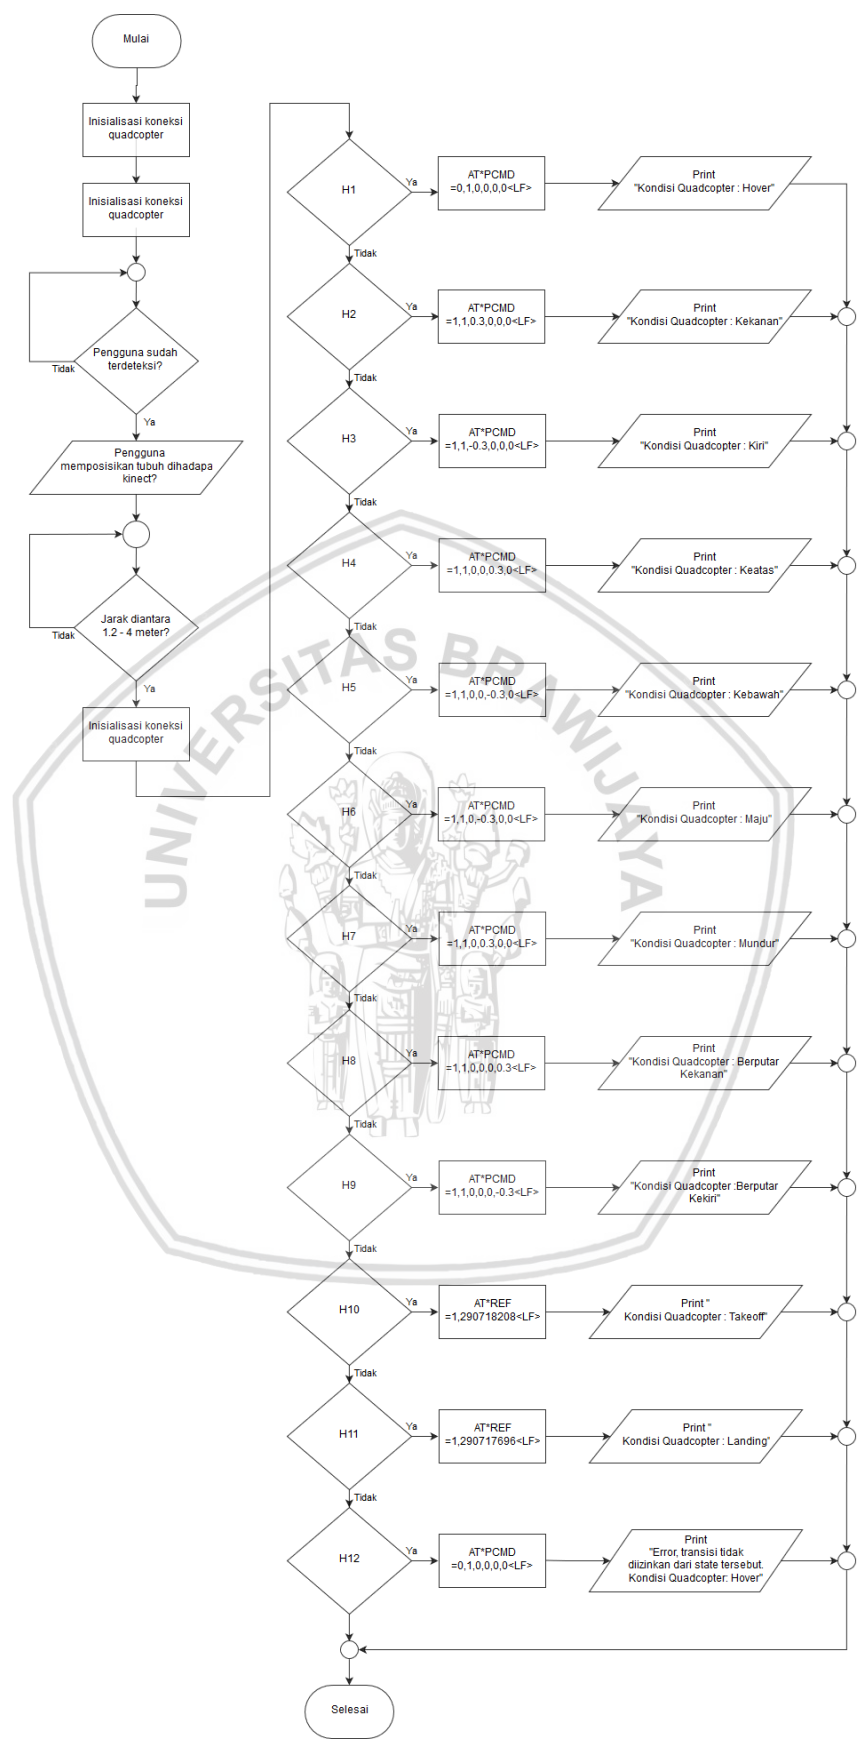 Mulai
Inisialisasi koneksi
quadcopter
Inisialisasi koneksi
quadcopter
Pengguna sudah
terdeteksi?
Tidak
Ya
Pengguna
memposisikan tubuh dihadapa
kinect?
Jarak diantara
1.2 - 4 meter?
Tidak
Ya
Inisialisasi koneksi
quadcopter
H1
Ya
AT*PCMD
=0,1,0,0,0,0<LF>
Print
"Kondisi Quadcopter : Hover"
Tidak
H2
Ya
AT*PCMD
=1,1,0.3,0,0,0<LF>
Print
"Kondisi Quadcopter : Kekanan"
Tidak
H3
Ya
AT*PCMD
=1,1,-0.3,0,0,0<LF>
Print
"Kondisi Quadcopter : Kiri"
Tidak
H4
Ya
AT*PCMD
=1,1,0,0,0.3,0<LF>
Print
"Kondisi Quadcopter : Keatas"
Tidak
H5
Ya
AT*PCMD
=1,1,0,0,-0.3,0<LF>
Print
"Kondisi Quadcopter : Kebawah"
Tidak
H6
Ya
AT*PCMD
=1,1,0,-0.3,0,0<LF>
Print
"Kondisi Quadcopter : Maju"
Tidak
H7
Ya
AT*PCMD
=1,1,0,0.3,0,0<LF>
Print
"Kondisi Quadcopter : Mundur"
Tidak
H8
Ya
AT*PCMD
=1,1,0,0,0,0.3<LF>
Print
"Kondisi Quadcopter : Berputar
Kekanan"
Tidak
H9
Ya
AT*PCMD
=1,1,0,0,0,-0.3<LF>
Print
"Kondisi Quadcopter :Berputar
Kekiri"
Tidak
H10
Ya
AT*REF
=1,290718208<LF>
Print "
Kondisi Quadcopter : Takeoff"
Tidak
H11
Ya
AT*REF
=1,290717696<LF>
Print "
Kondisi Quadcopter : Landing"
Tidak
H12
Ya
AT*PCMD
=0,1,0,0,0,0<LF>
Print
"Error, transisi tidak
diizinkan dari state tersebut.
Kondisi Quadcopter: Hover"
Selesai
UNIVERSITAS BRAWIJAYA